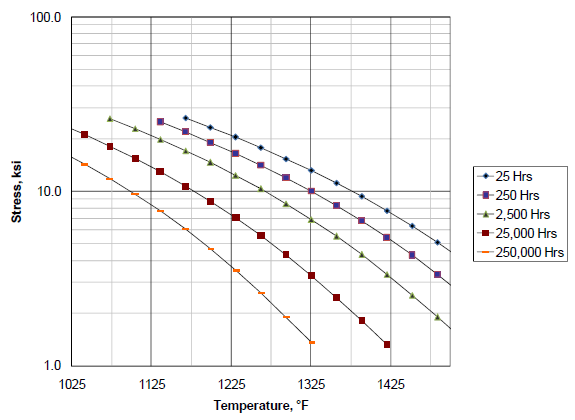 100.0
10.0
1.0
Stress, ksi
1025
1125
1225
1325
1425
Temperature, °F
25 Hrs
250 Hrs
2,500 Hrs
25,000 Hrs
250,000 Hrs